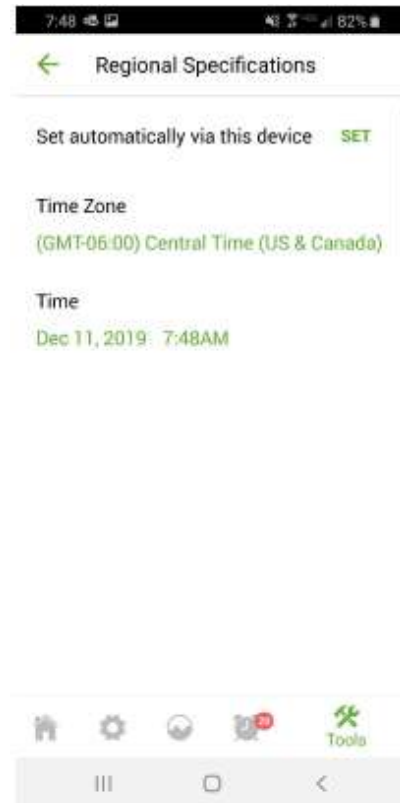 7:48 82%
Regional Specifications
Set automatically via this device SET
Time Zone
(GMT-06:00) Central Time (US & Canada)
Time
Dec 11, 2019 7:48AM
Tools